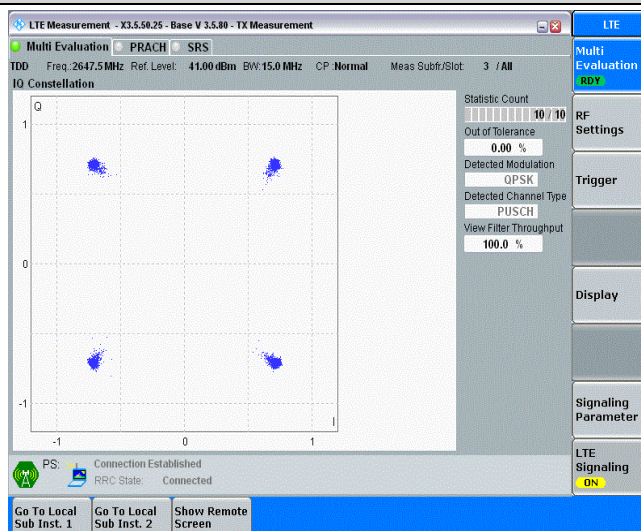 LTE Measurement - X3.5.50.25 - Base V 3.5.80 - TX Measurement
LTE
Multi Evaluation PRACH SRS
TDD Freq.:2647.5 MHz Ref. Level: 41.00 dBm BW:15.0 MHz CP :Normal Meas Subfr./Slot: 3 / All
IQ Constellation
Q
1
0
-1
-1 0 1
I
Statistic Count
10 / 10
Out of Tolerance
0.00 %
Detected Modulation
QPSK
Detected Channel Type
PUSCH
View Filter Throughput
100.0 %
Multi
Evaluation
RDY
RF
Settings
Trigger
Display
Signaling
Parameter
LTE
Signaling
ON
PS: Connection Established
RRC State: Connected
Go To Local
Sub Inst. 1
Go To Local
Sub Inst. 2
Show Remote
Screen